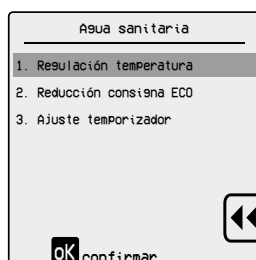 Agua sanitaria
1. Regulación temperatura
2. Reducción consigna ECO
3. Ajuste temporizador
OK confirmar